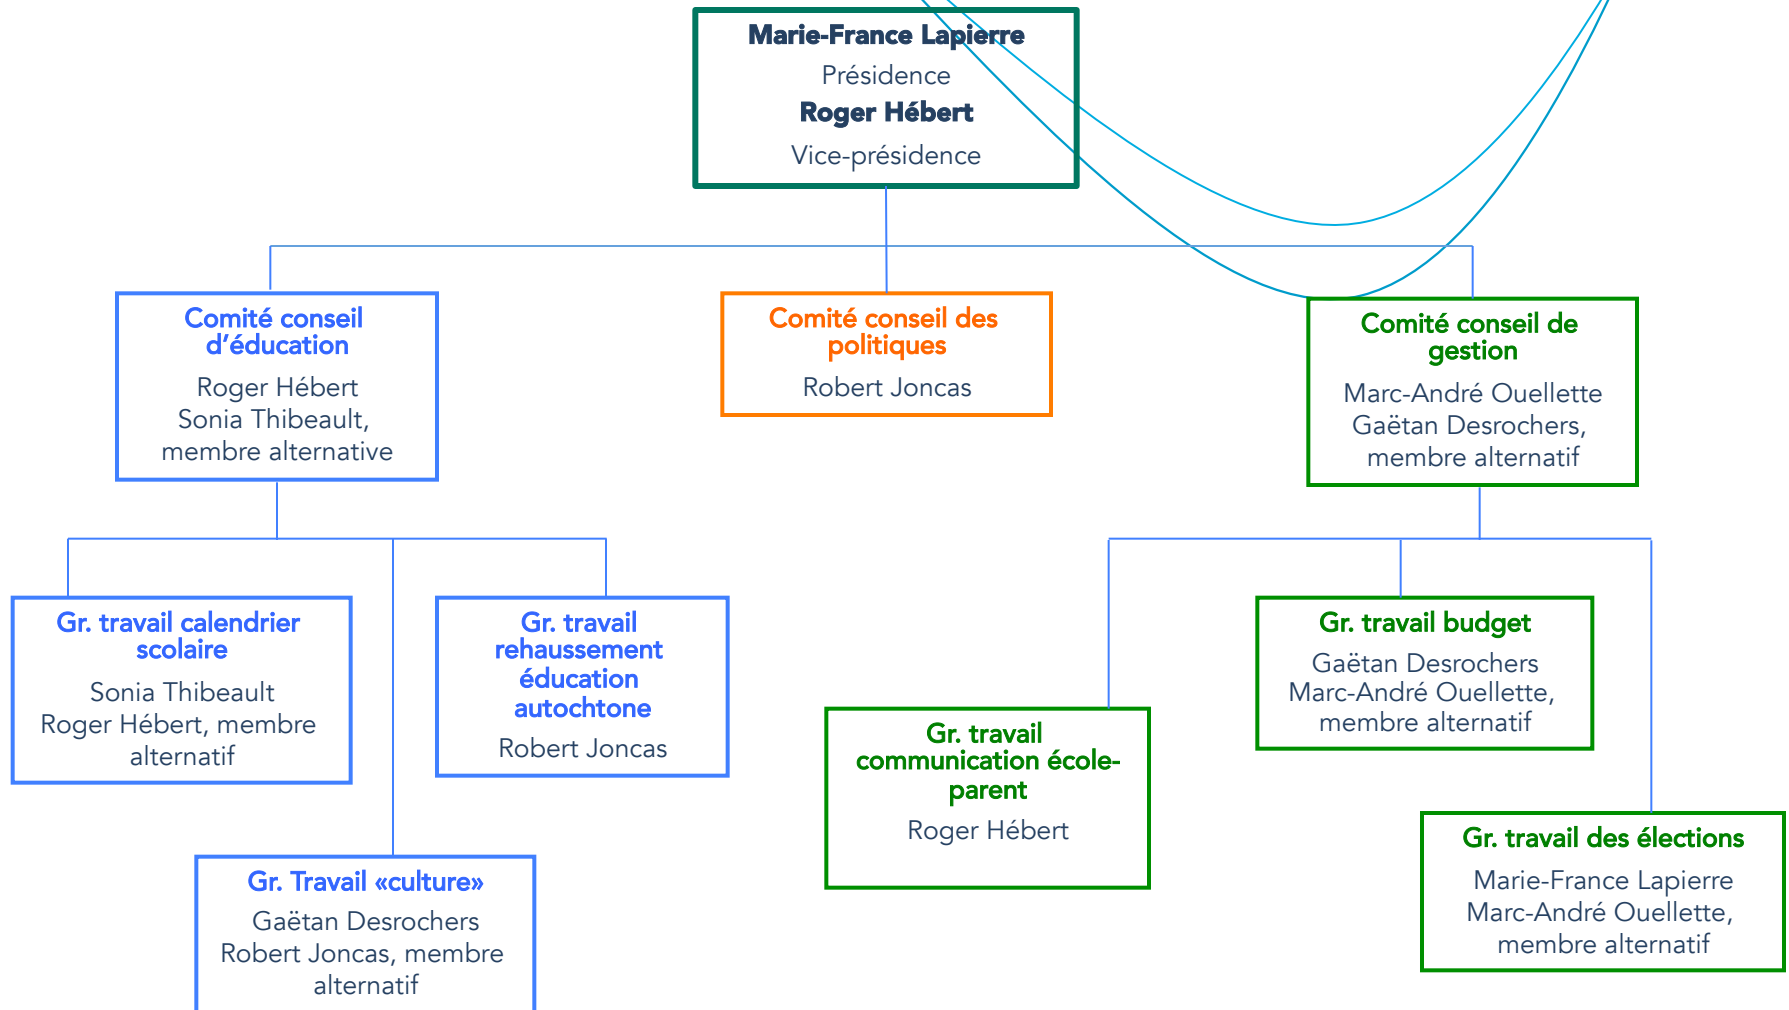 Marie-France Lapierre
Présidence
Roger Hébert
Vice-présidence
Comité conseil
d’éducation
Roger Hébert
Sonia Thibeault,
membre alternative
Comité conseil des
politiques
Robert Joncas
Comité conseil de
gestion
Marc-André Ouellette
Gaëtan Desrochers,
membre alternatif
Gr. travail calendrier
scolaire
Sonia Thibeault
Roger Hébert, membre
alternatif
Gr. travail
rehaussement
éducation
autochtone
Robert Joncas
Gr. Travail «culture»
Gaëtan Desrochers
Robert Joncas, membre
alternatif
Gr. travail
communication école-
parent
Roger Hébert
Gr. travail budget
Gaëtan Desrochers
Marc-André Ouellette,
membre alternatif
Gr. travail des élections
Marie-France Lapierre
Marc-André Ouellette,
membre alternatif